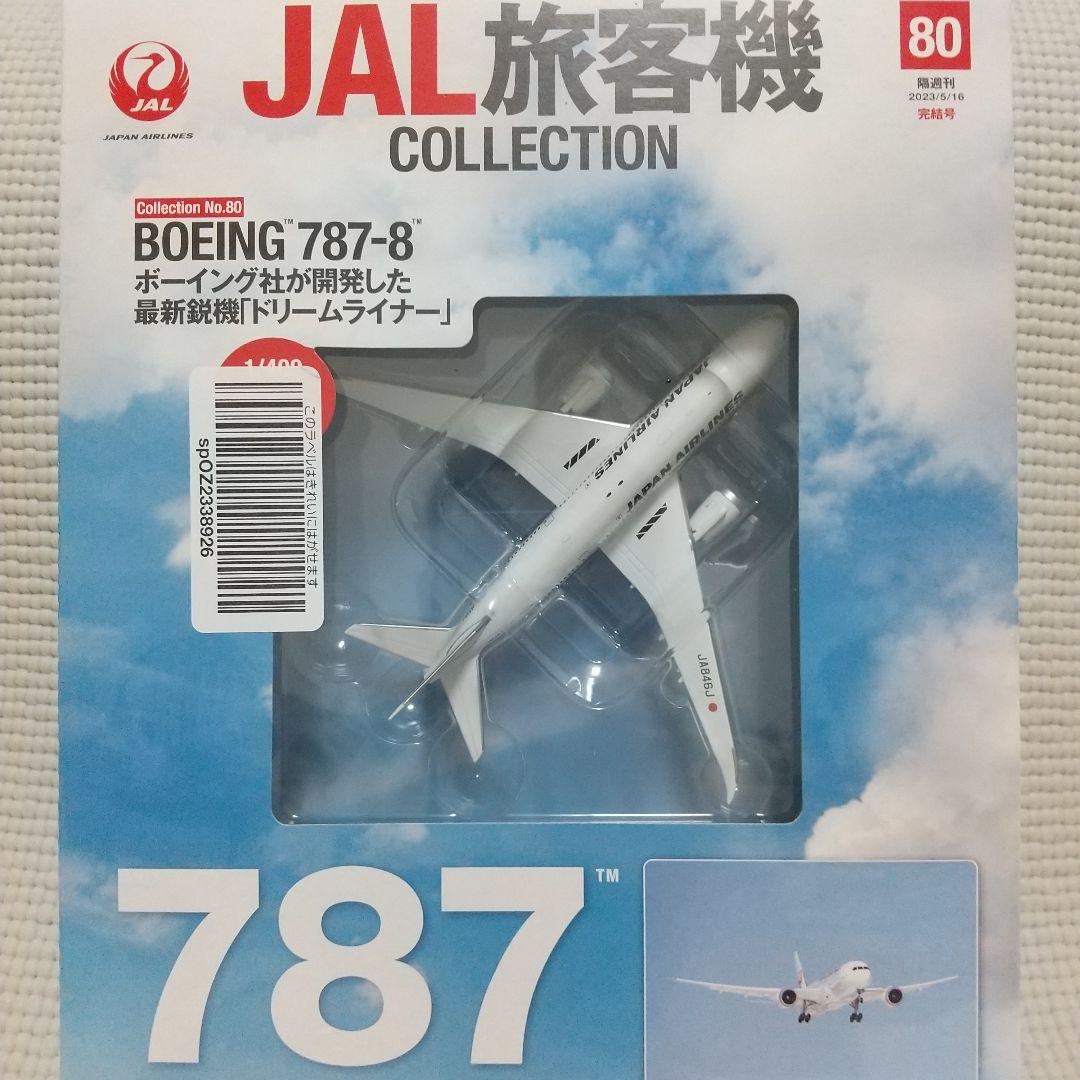 JAL旅客機
COLLECTION
JAL
JAPAN AIRLINES
80
隔週刊
2023/5/16
完結号
Collection No.80
BOEING™ 787-8™
ボーイング社が開発した
最新鋭機「ドリームライナー」
このラベルはきれいにはがせます
spOZ2338926
JAPAN AIRLINES
JAPAN AIRLINES
JA846J
787™